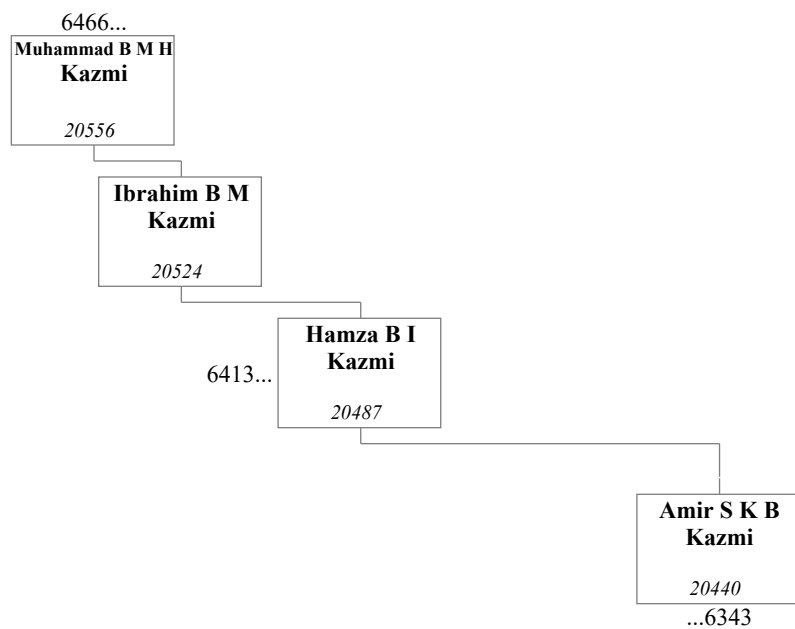 6466...
Muhammad B M H
Kazmi
20556
Ibrahim B M
Kazmi
20524
Hamza B I
Kazmi
6413...
20487
Amir S K B
Kazmi
20440
...6343